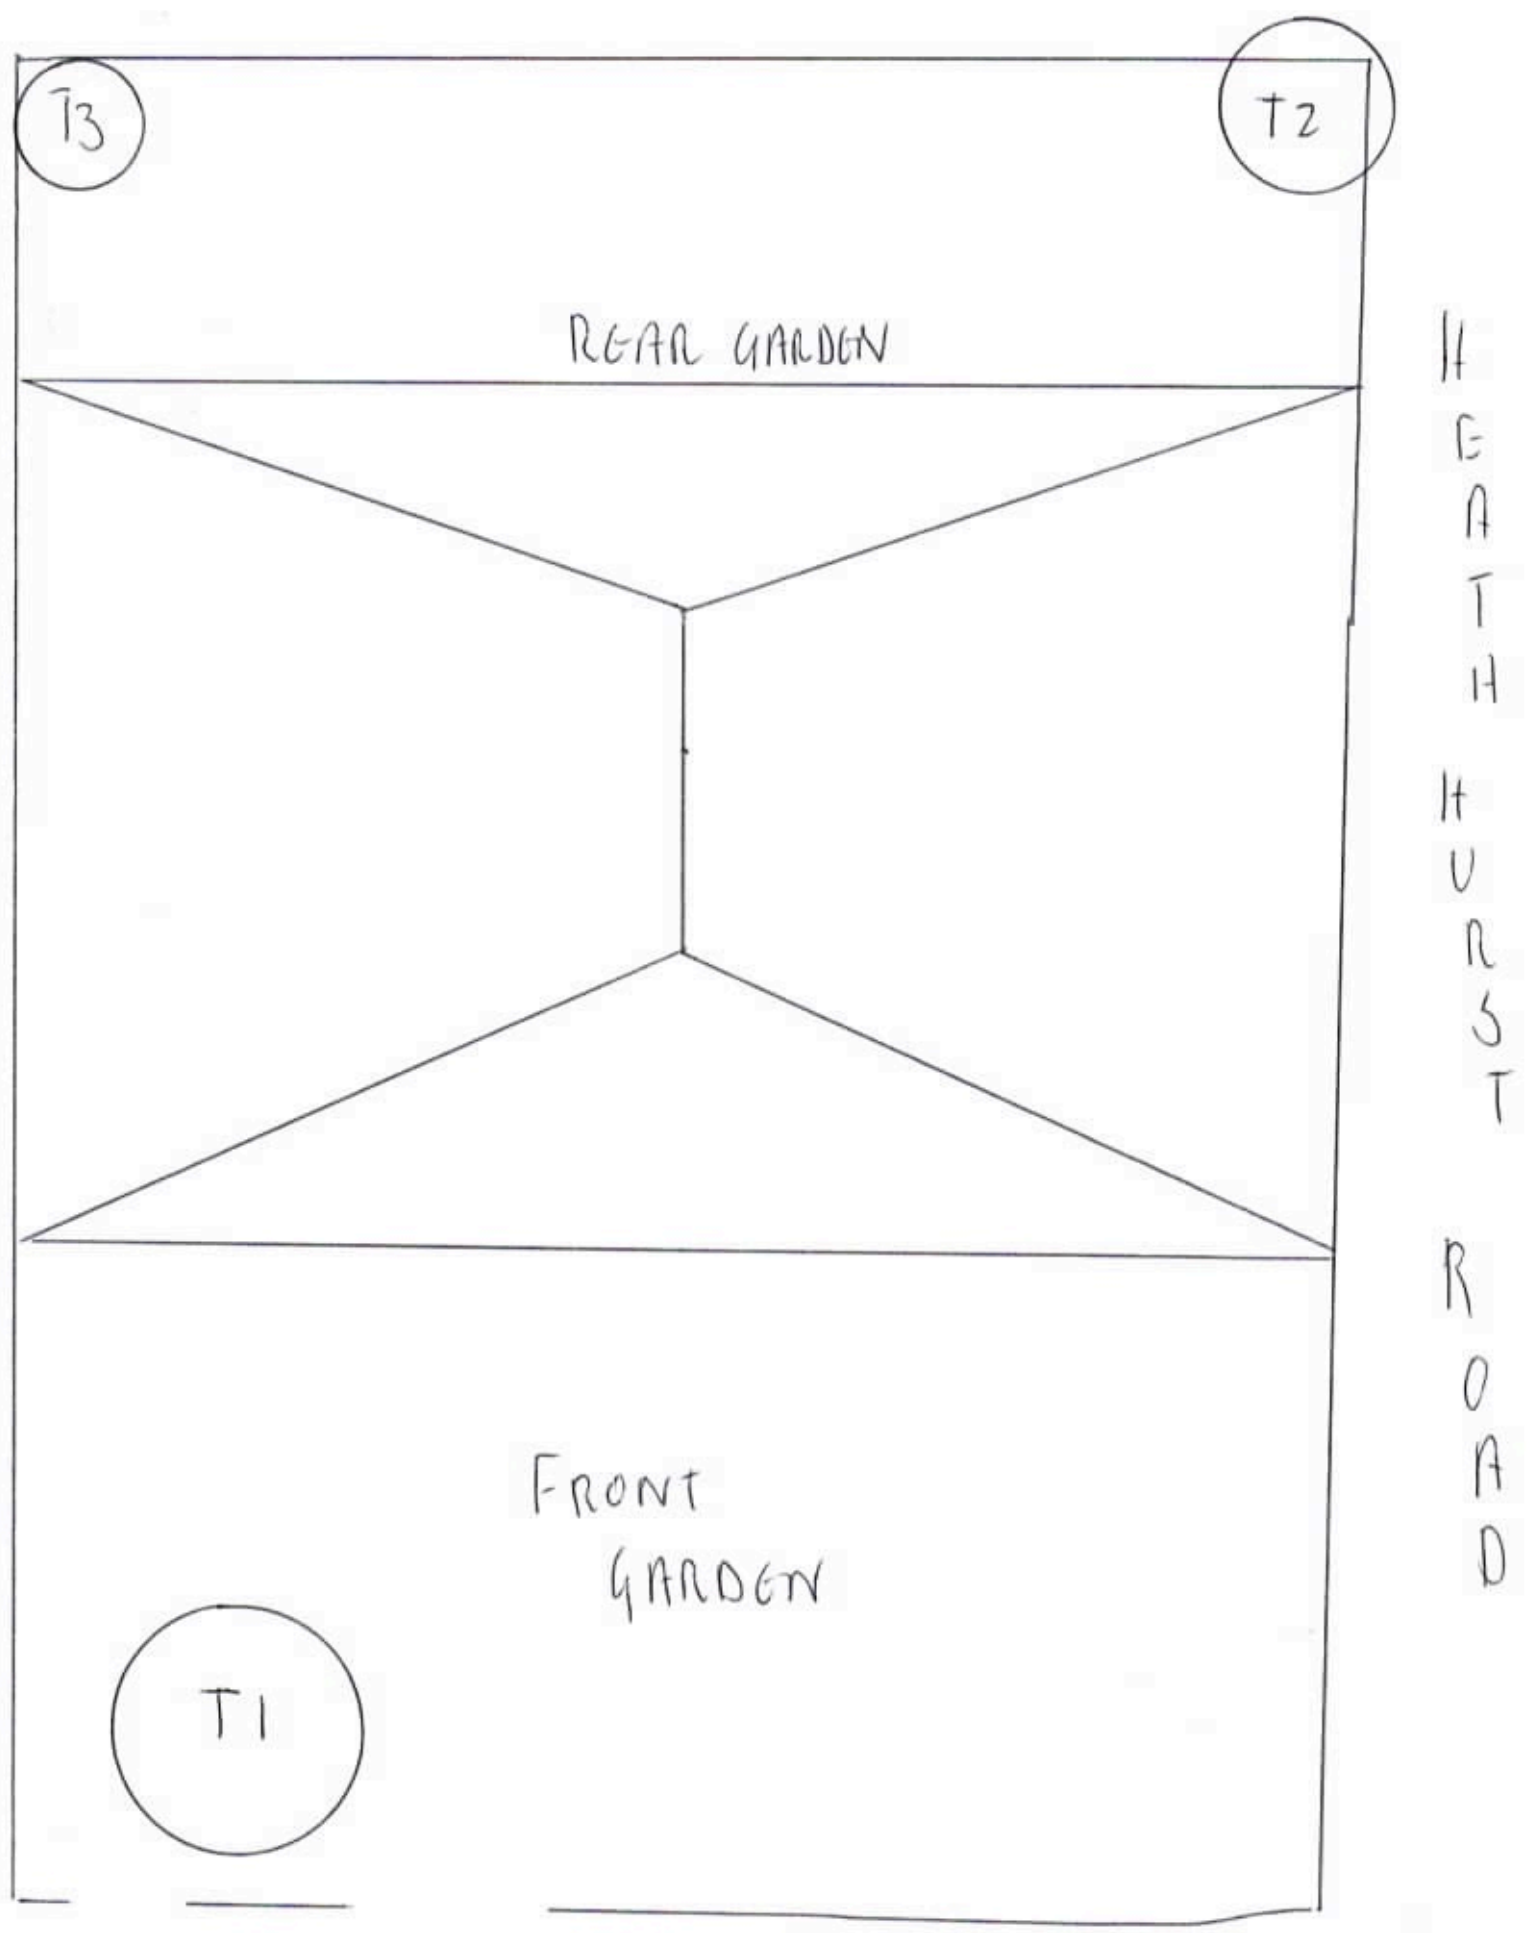 T3
T2
REAR GARDEN
HEATH HURST ROAD
FRONT
GARDEN
T1